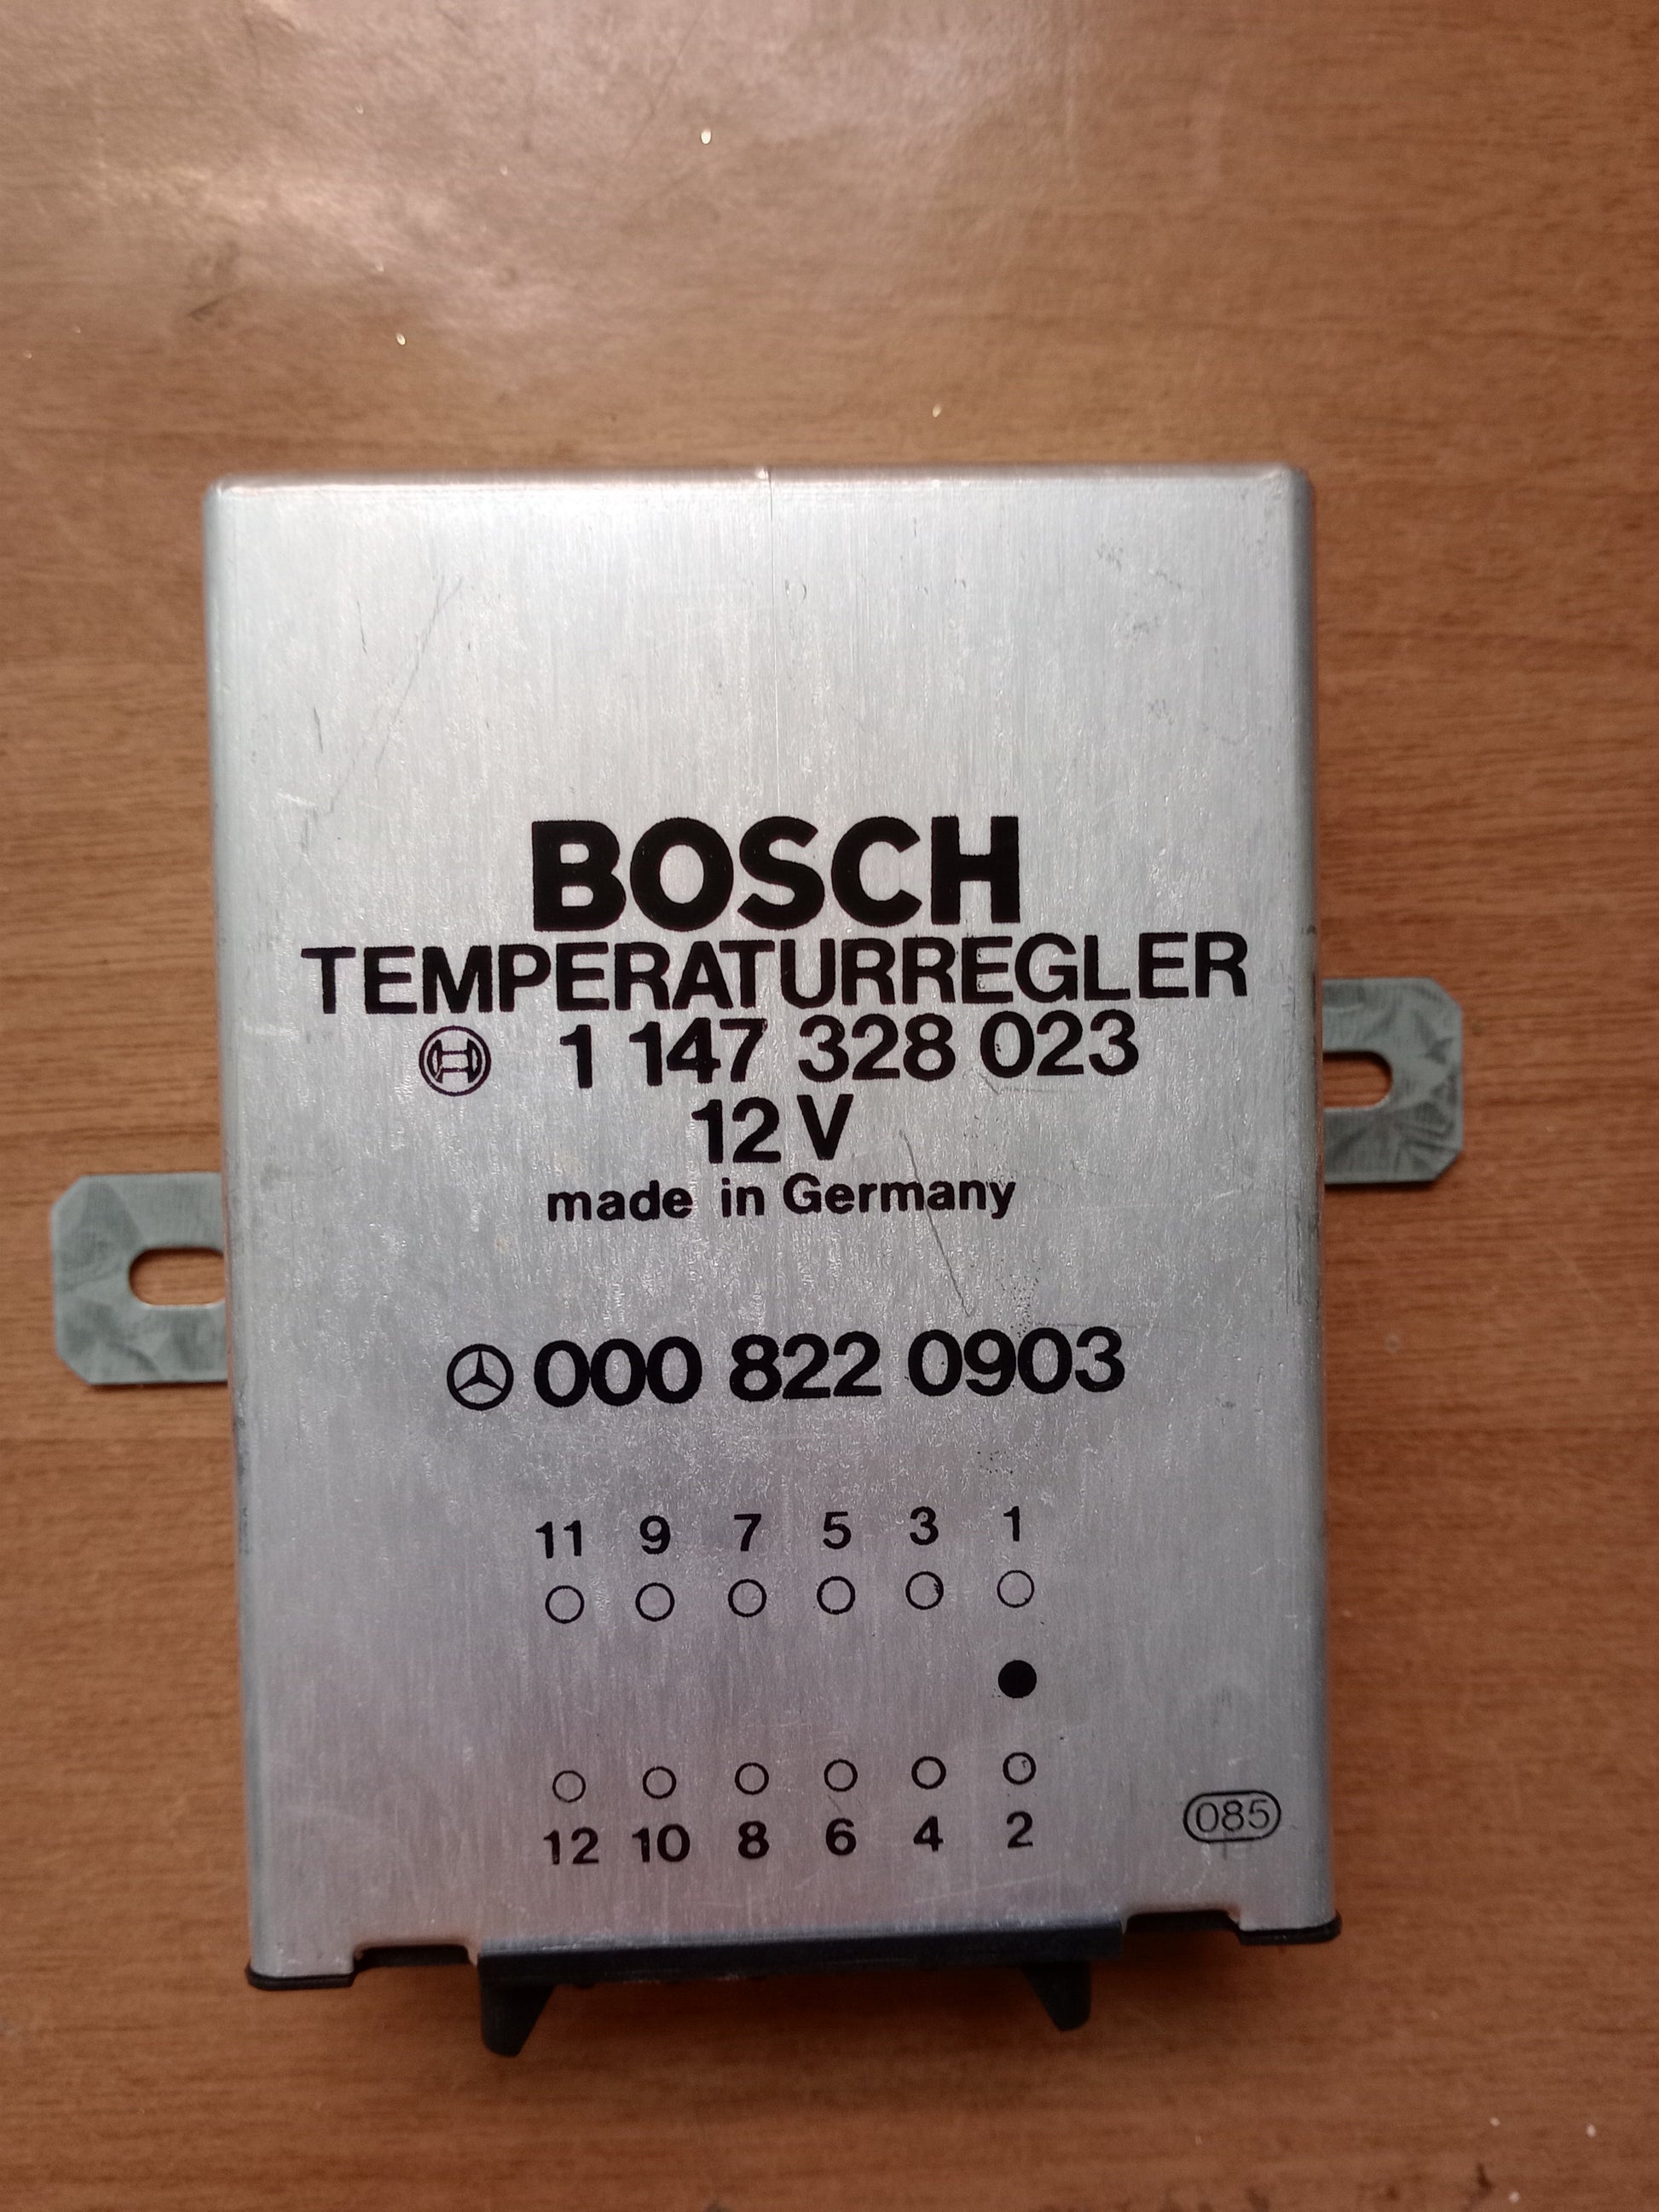 BOSCH
TEMPERATURREGLER
1 147 328 023
12 V
made in Germany
000 822 0903
11 9 7 5 3 1
12 10 8 6 4 2
085